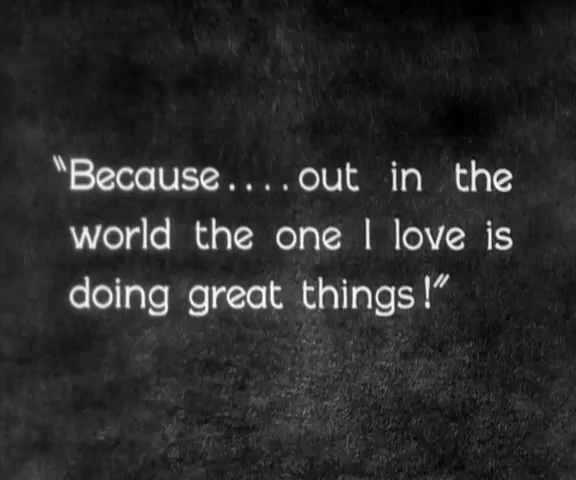 "Because....out in the
world the one I love is
doing great things!"